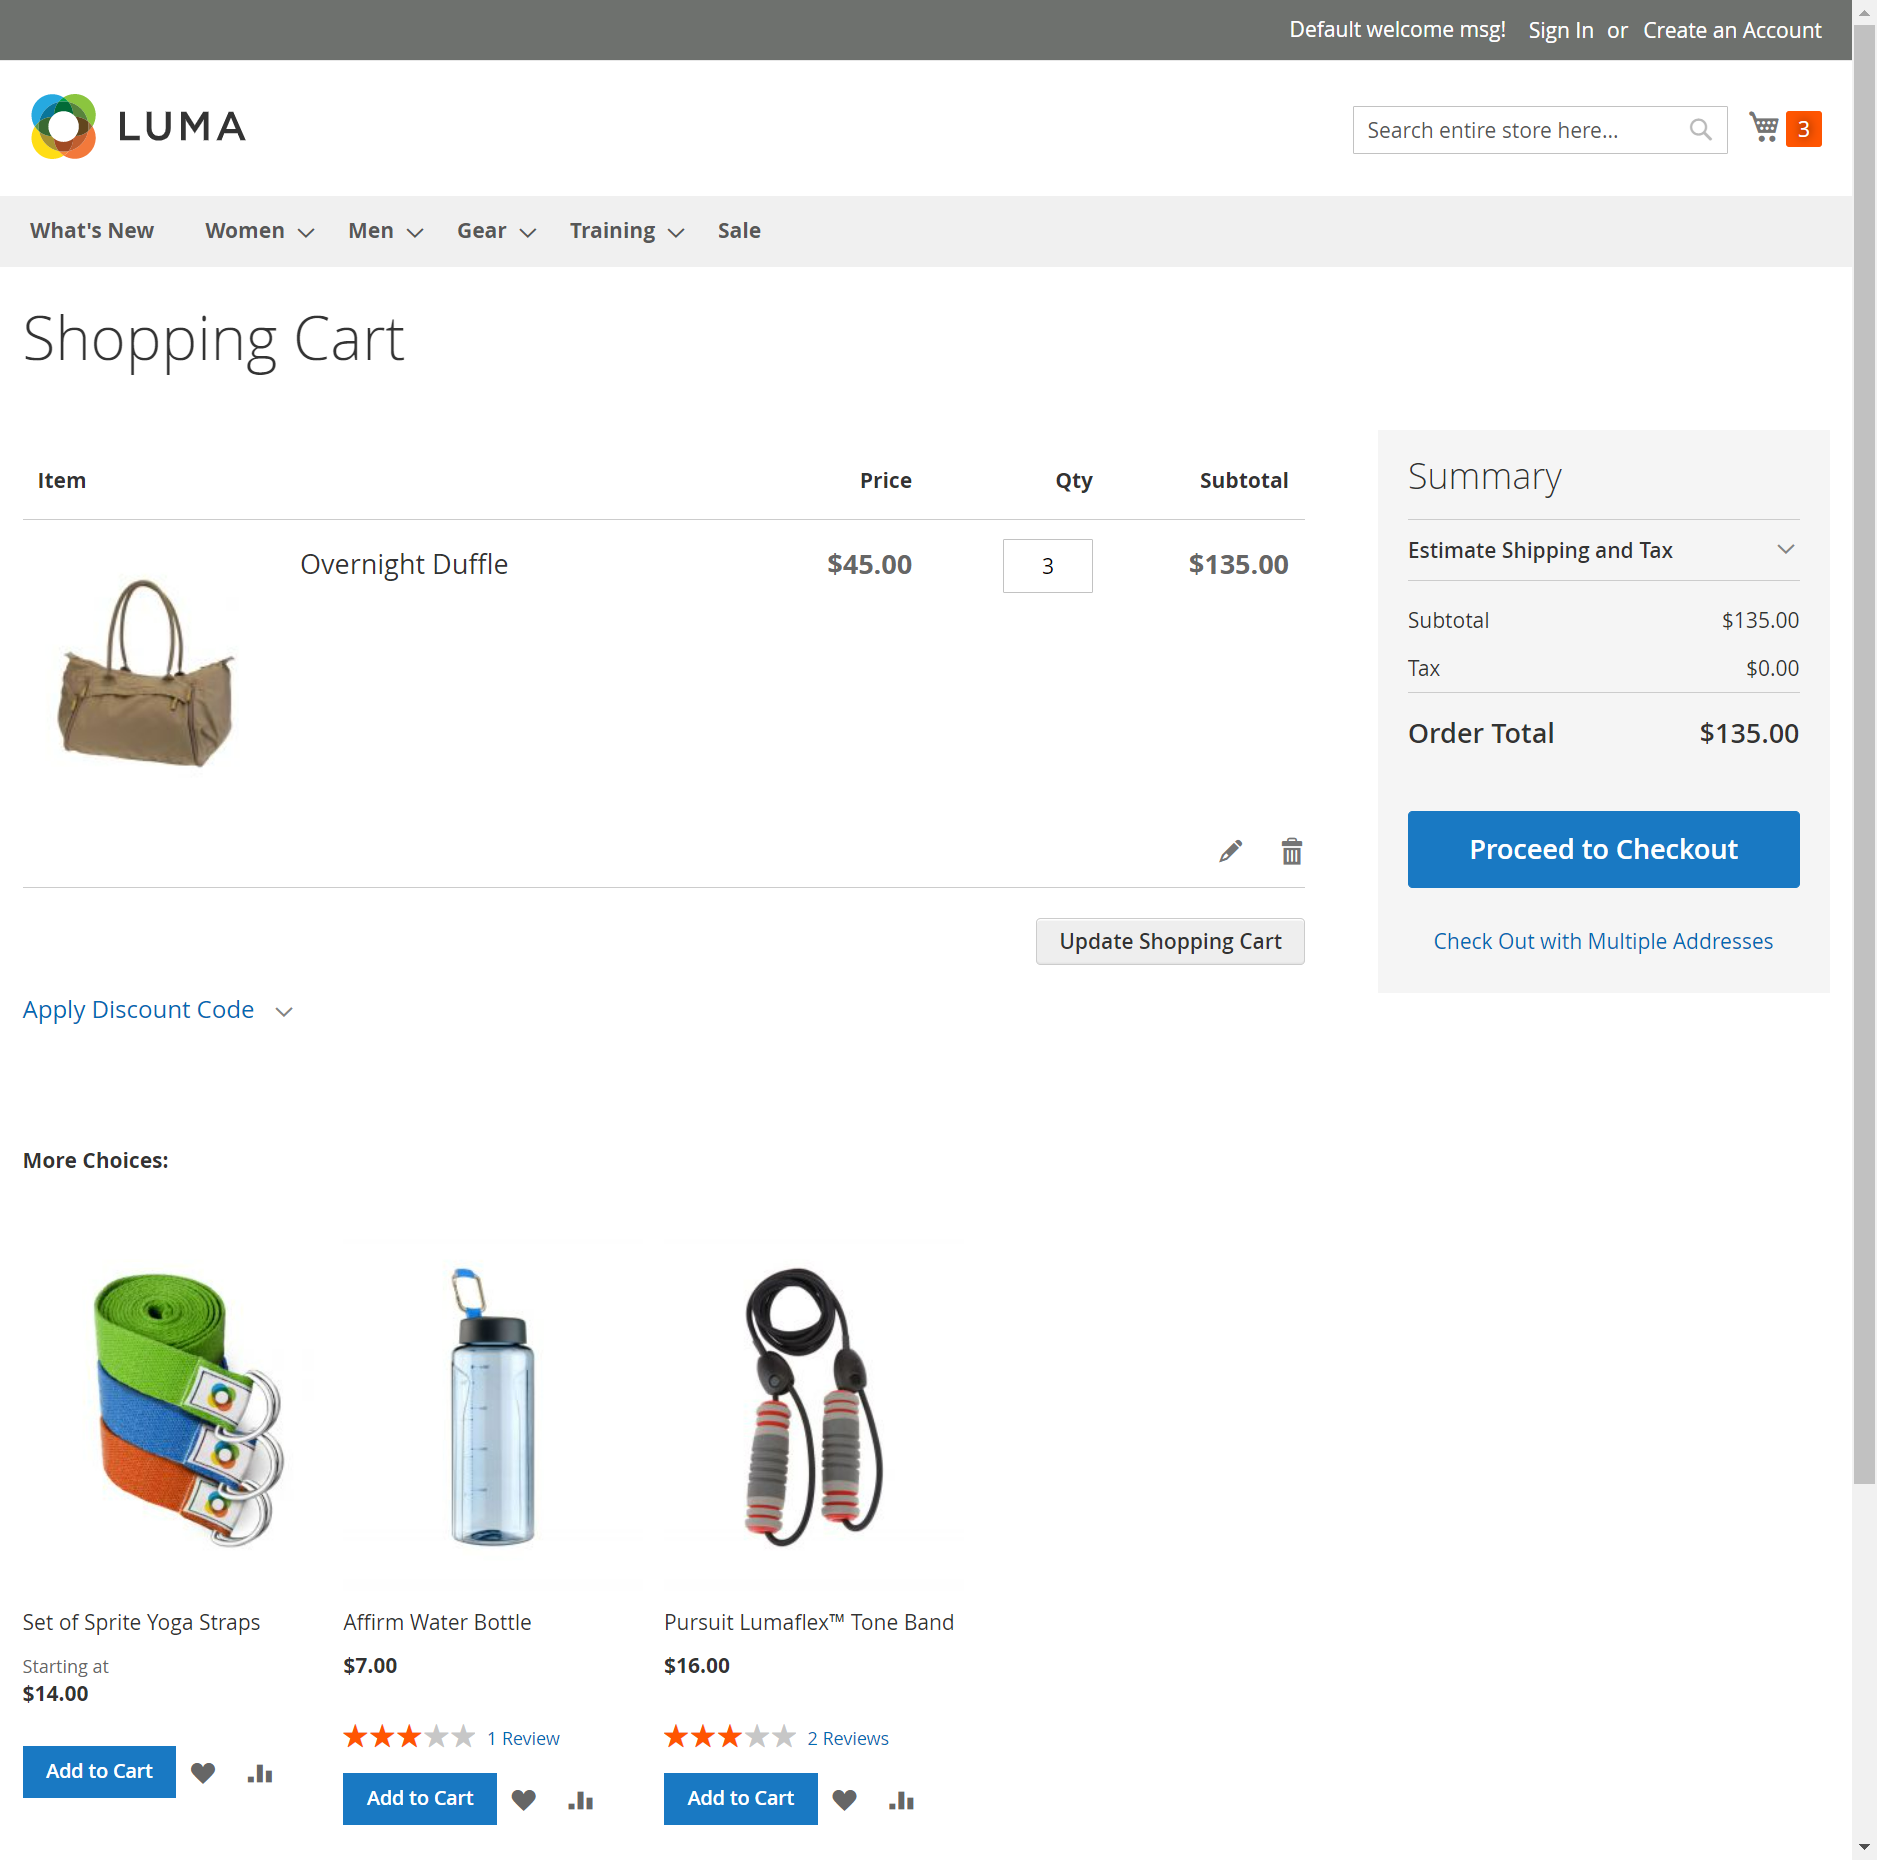 Default welcome msg! Sign In or Create an Account
LUMA
Search entire store here...
3
What's New Women Men Gear Training Sale
Shopping Cart
Item Price Qty Subtotal
Overnight Duffle $45.00 3 $135.00
Update Shopping Cart
Apply Discount Code
Summary
Estimate Shipping and Tax
Subtotal $135.00
Tax $0.00
Order Total $135.00
Proceed to Checkout
Check Out with Multiple Addresses
More Choices:
Set of Sprite Yoga Straps
Starting at
$14.00
Add to Cart
Affirm Water Bottle
$7.00
1 Review
Add to Cart
Pursuit Lumaflex™ Tone Band
$16.00
2 Reviews
Add to Cart